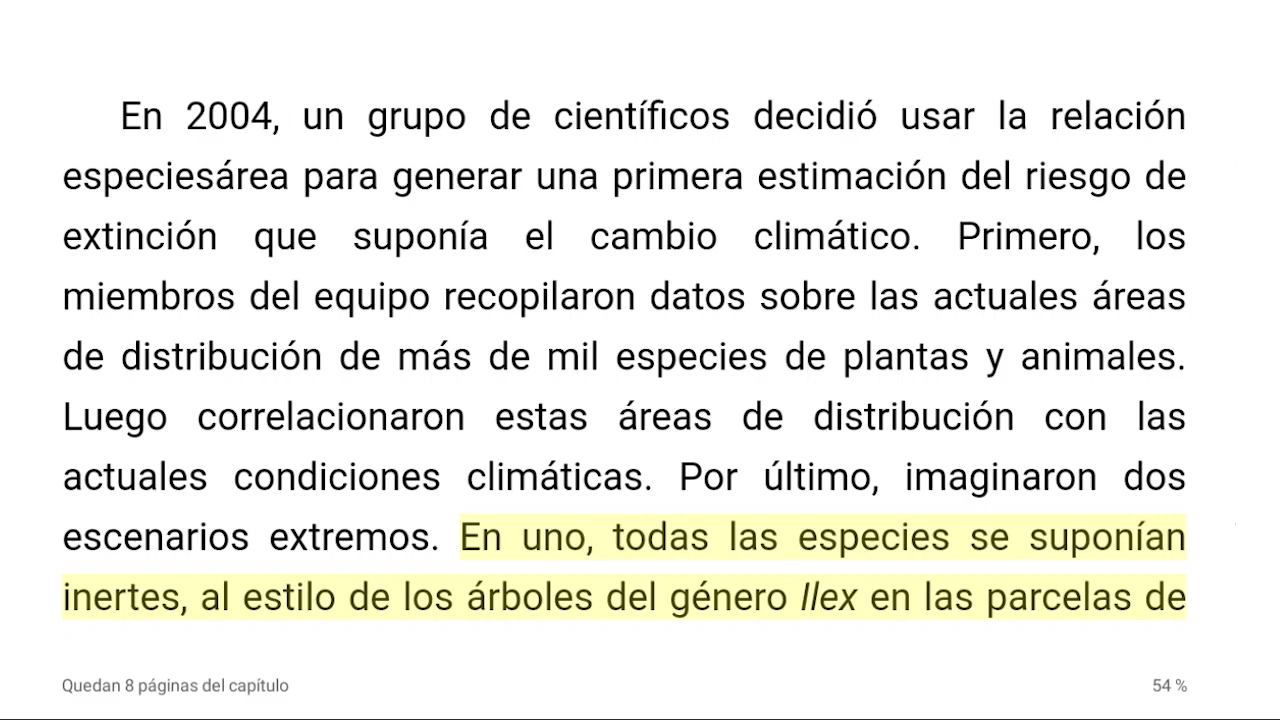 En 2004, un grupo de científicos decidió usar la relación
especiesárea para generar una primera estimación del riesgo de
extinción que suponía el cambio climático. Primero, los
miembros del equipo recopilaron datos sobre las actuales áreas
de distribución de más de mil especies de plantas y animales.
Luego correlacionaron estas áreas de distribución con las
actuales condiciones climáticas. Por último, imaginaron dos
escenarios extremos. En uno, todas las especies se suponían
inertes, al estilo de los árboles del género Ilex en las parcelas de
Quedan 8 páginas del capítulo
54 %